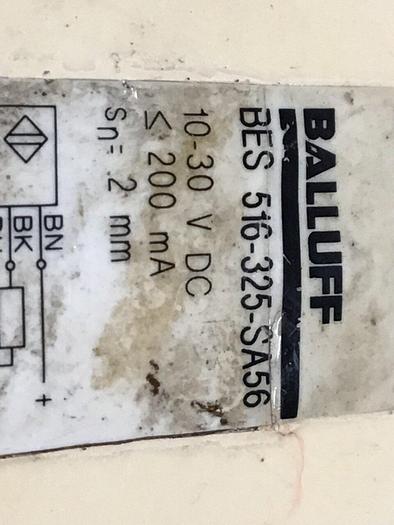 BALLUFF
BES 516-325-SA56
10-30 V DC
≤ 200 mA
Sn= 2 mm
BN
+
BK